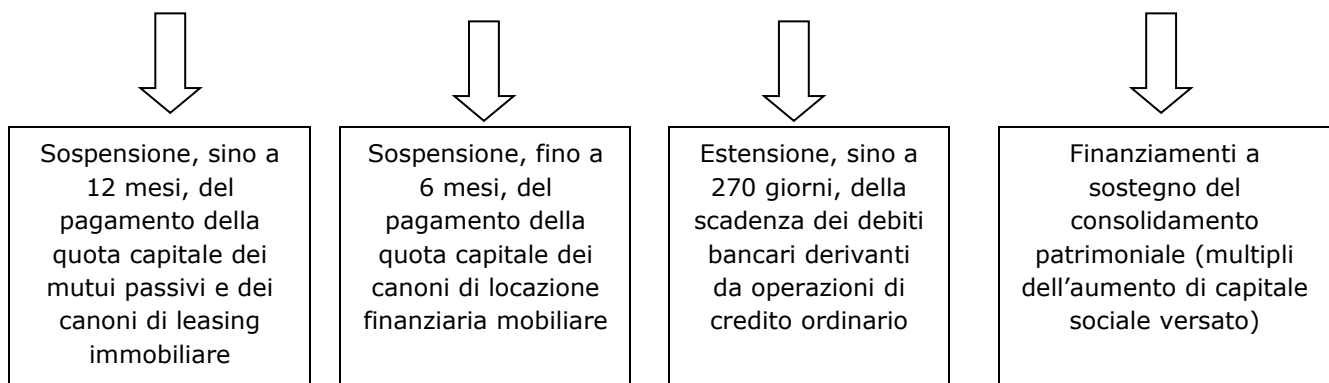 Sospensione, sino a
12 mesi, del
pagamento della
quota capitale dei
mutui passivi e dei
canoni di leasing
immobiliare
Sospensione, fino a
6 mesi, del
pagamento della
quota capitale dei
canoni di locazione
finanziaria mobiliare
Estensione, sino a
270 giorni, della
scadenza dei debiti
bancari derivanti
da operazioni di
credito ordinario
Finanziamenti a
sostegno del
consolidamento
patrimoniale (multipli
dell’aumento di capitale
sociale versato)